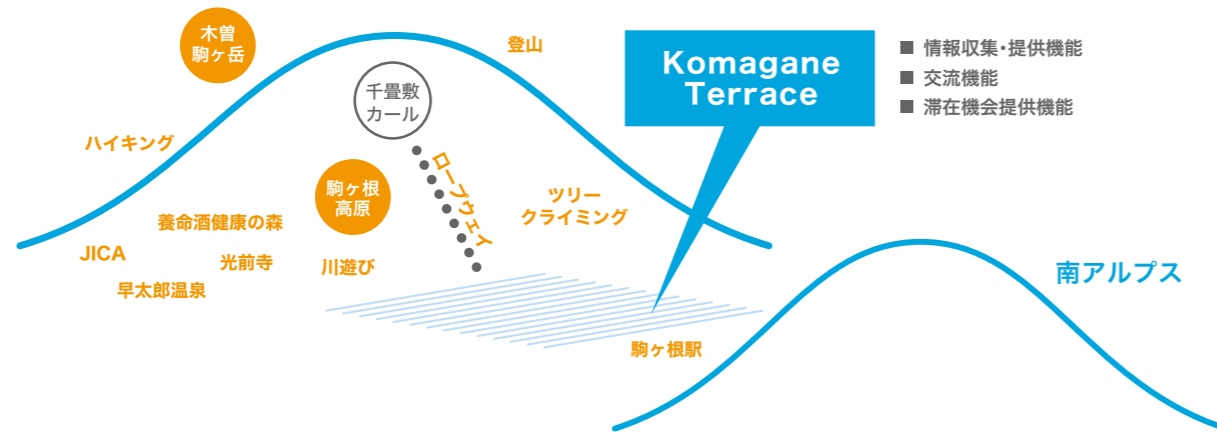 木曽
駒ヶ岳
登山
千畳敷
カール
Komagane
Terrace
■ 情報収集・提供機能
■ 交流機能
■ 滞在機会提供機能
ハイキング
ロープウェイ
駒ヶ根
高原
ツリー
クライミング
養命酒健康の森
JICA
光前寺
川遊び
早太郎温泉
駒ヶ根駅
南アルプス